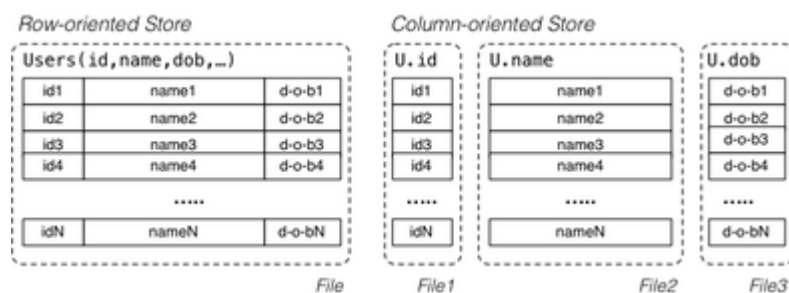 Row-oriented Store
Column-oriented Store
Users(id,name,dob,…)
U.id
U.name
U.dob
id1 name1 d-o-b1
id1
name1
d-o-b1
id2 name2 d-o-b2
id2
name2
d-o-b2
id3 name3 d-o-b3
id3
name3
d-o-b3
id4 name4 d-o-b4
id4
name4
d-o-b4
.....
.....
.....
.....
idN nameN d-o-bN
idN
nameN
d-o-bN
File
File1
File2
File3